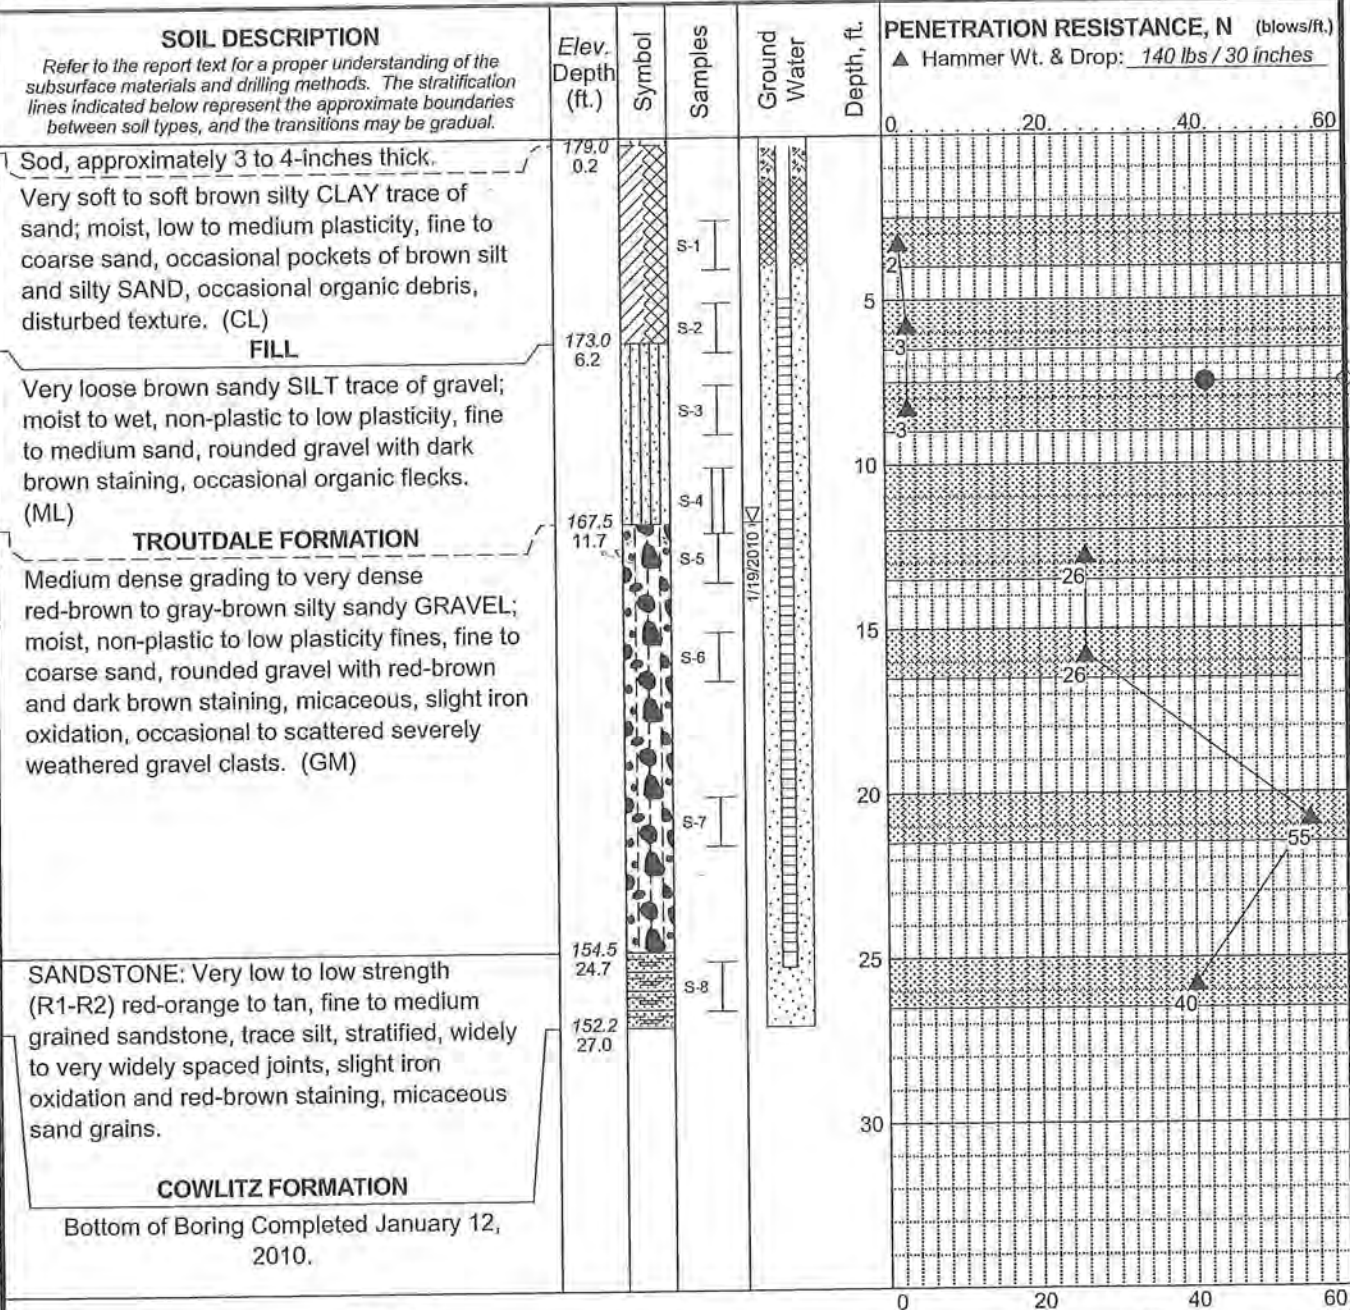 SOIL DESCRIPTION
Refer to the report text for a proper understanding of the
subsurface materials and drilling methods. The stratification
lines indicated below represent the approximate boundaries
between soil types, and the transitions may be gradual.
Elev.
Depth
(ft.)
Symbol
Samples
Ground
Water
Depth, ft.
PENETRATION RESISTANCE, N (blows/ft.)
▲ Hammer Wt. & Drop: 140 lbs / 30 inches
0 20 40 60
Sod, approximately 3 to 4-inches thick.
179.0
0.2
Very soft to soft brown silty CLAY trace of
sand; moist, low to medium plasticity, fine to
coarse sand, occasional pockets of brown silt
and silty SAND, occasional organic debris,
disturbed texture. (CL)
FILL
173.0
6.2
Very loose brown sandy SILT trace of gravel;
moist to wet, non-plastic to low plasticity, fine
to medium sand, rounded gravel with dark
brown staining, occasional organic flecks.
(ML)
TROUTDALE FORMATION
167.5
11.7
Medium dense grading to very dense
red-brown to gray-brown silty sandy GRAVEL;
moist, non-plastic to low plasticity fines, fine to
coarse sand, rounded gravel with red-brown
and dark brown staining, micaceous, slight iron
oxidation, occasional to scattered severely
weathered gravel clasts. (GM)
154.5
24.7
SANDSTONE: Very low to low strength
(R1-R2) red-orange to tan, fine to medium
grained sandstone, trace silt, stratified, widely
to very widely spaced joints, slight iron
oxidation and red-brown staining, micaceous
sand grains.
152.2
27.0
COWLITZ FORMATION
Bottom of Boring Completed January 12,
2010.
S-1
S-2
S-3
S-4
S-5
S-6
S-7
S-8
1/19/2010
5
10
15
20
25
30
2
3
3
26
26
55
40
0 20 40 60